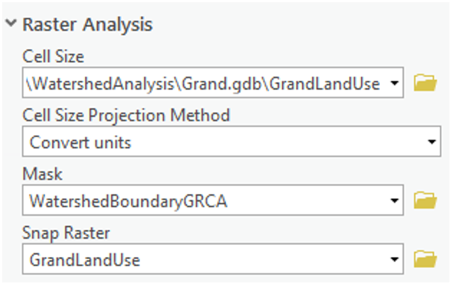 Raster Analysis
Cell Size
\WatershedAnalysis\Grand.gdb\GrandLandUse
Cell Size Projection Method
Convert units
Mask
WatershedBoundaryGRCA
Snap Raster
GrandLandUse